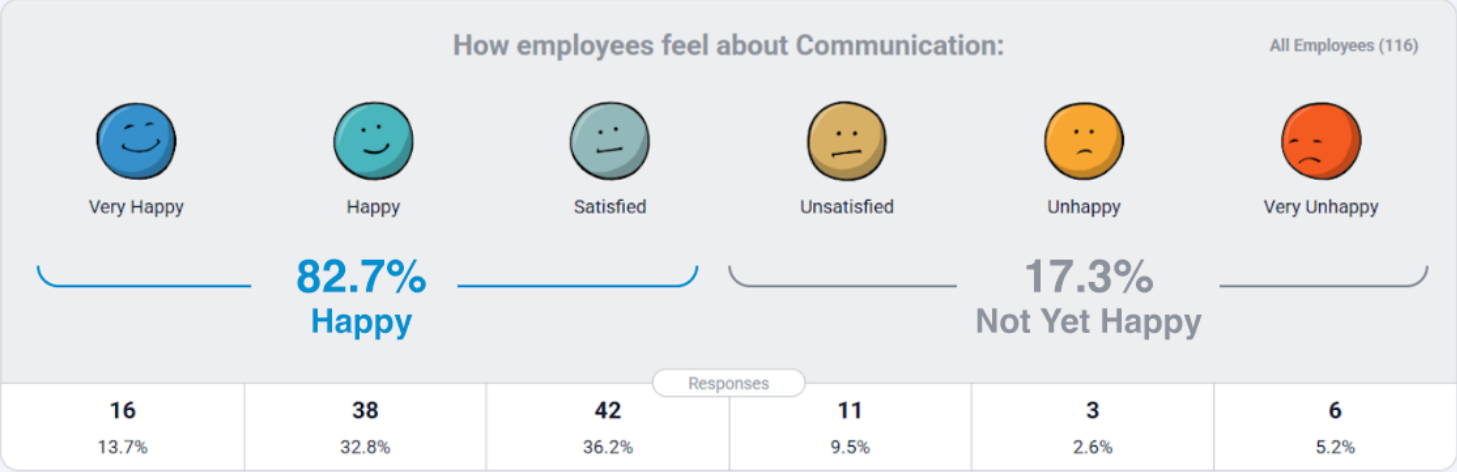 How employees feel about Communication:
All Employees (116)
Very Happy
Happy
Satisfied
Unsatisfied
Unhappy
Very Unhappy
82.7%
Happy
17.3%
Not Yet Happy
Responses
16
38
42
11
3
6
13.7%
32.8%
36.2%
9.5%
2.6%
5.2%